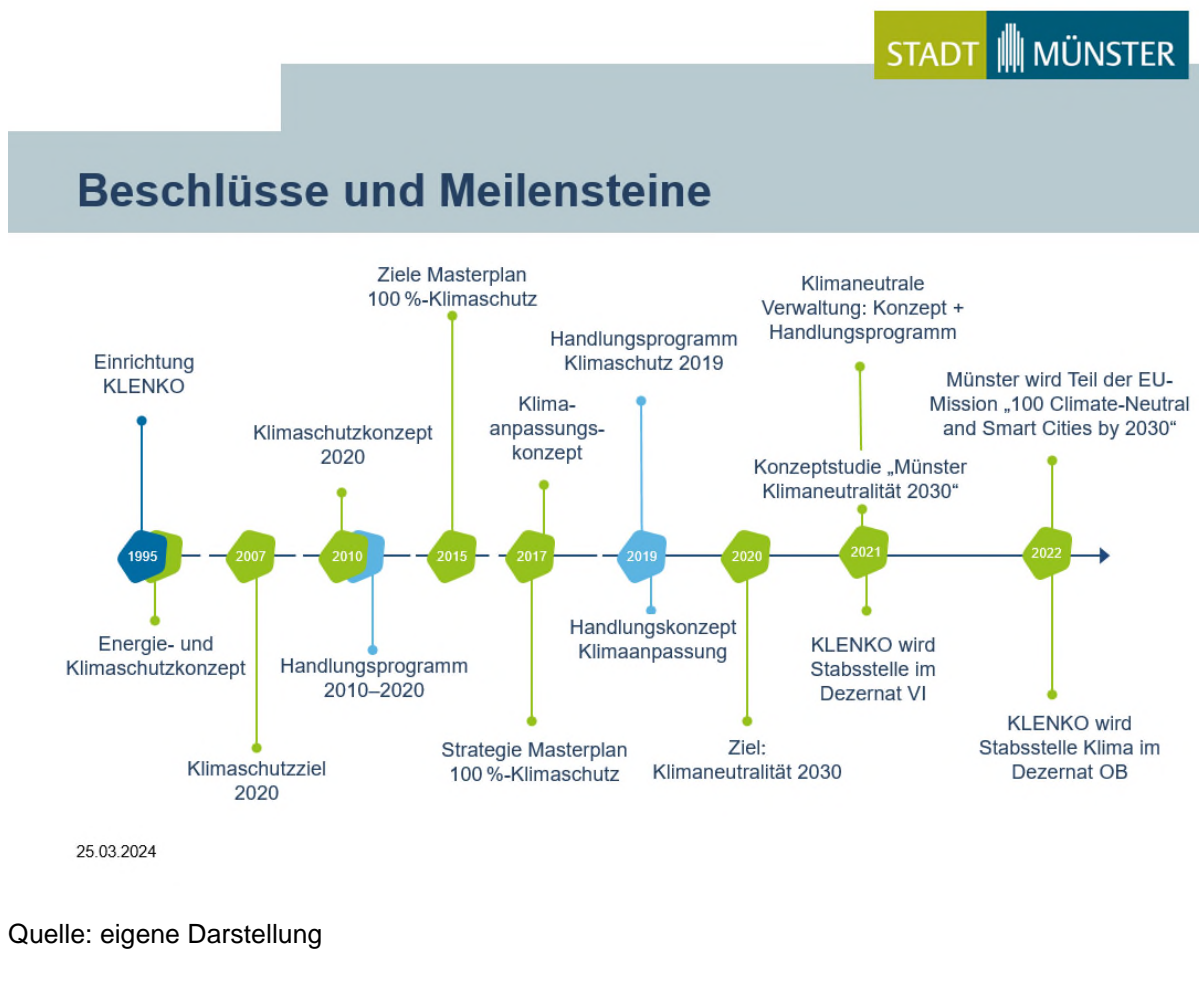 STADT MÜNSTER
Beschlüsse und Meilensteine
Ziele Masterplan
100 %-Klimaschutz
Klimaneutrale
Verwaltung: Konzept +
Handlungsprogramm
Handlungsprogramm
Klimaschutz 2019
Einrichtung
KLENKO
Münster wird Teil der EU-
Mission „100 Climate-Neutral
and Smart Cities by 2030“
Klima-
anpassungs-
konzept
Klimaschutzkonzept
2020
Konzeptstudie „Münster
Klimaneutralität 2030“
1995
2007
2010
2015
2017
2019
2020
2021
2022
Energie- und
Klimaschutzkonzept
Handlungsprogramm
2010–2020
Handlungskonzept
Klimaanpassung
KLENKO wird
Stabsstelle im
Dezernat VI
Klimaschutzziel
2020
Strategie Masterplan
100 %-Klimaschutz
Ziel:
Klimaneutralität 2030
KLENKO wird
Stabsstelle Klima im
Dezernat OB
25.03.2024
Quelle: eigene Darstellung